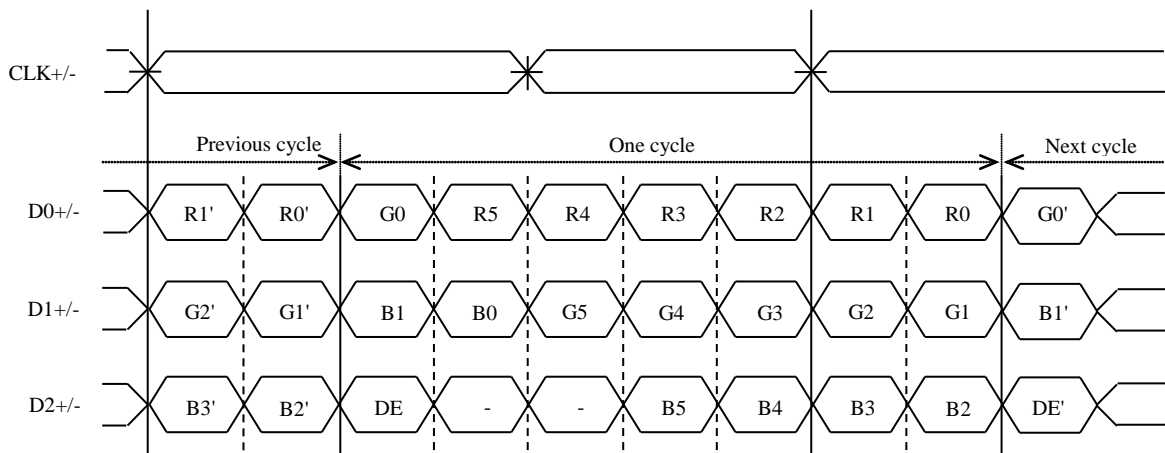 CLK+/-
Previous cycle One cycle Next cycle
D0+/- R1' R0' G0 R5 R4 R3 R2 R1 R0 G0'
D1+/- G2' G1' B1 B0 G5 G4 G3 G2 G1 B1'
D2+/- B3' B2' DE - - B5 B4 B3 B2 DE'